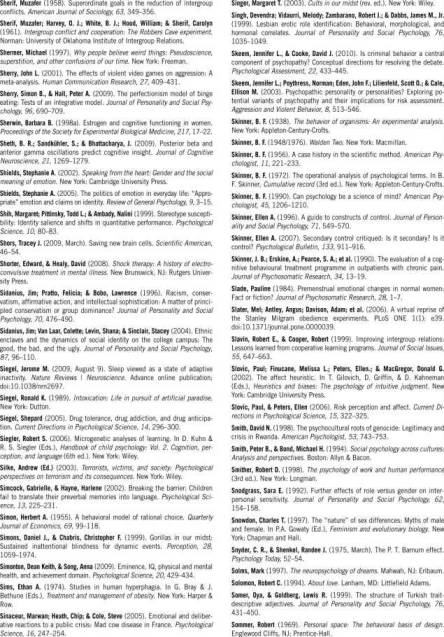 Sherif, Muzafer (1958). Superordinate goals in the reduction of intergroup
conflicts. American Journal of Sociology, 63, 349-356.
Sherif, Muzafer; Harvey, O. J.; White, B. J.; Hood, William; & Sherif, Carolyn
(1961). Intergroup conflict and cooperation: The Robbers Cave experiment.
Norman: University of Oklahoma Institute of Intergroup Relations.
Shermer, Michael (1997). Why people believe weird things: Pseudoscience,
superstition, and other confusions of our time. New York: Freeman.
Sherry, John L. (2001). The effects of violent video games on aggression: A
meta-analysis. Human Communication Research, 27, 409-431.
Sherry, Simon B., & Hall, Peter A. (2009). The perfectionism model of binge
eating: Tests of an integrative model. Journal of Personality and Social Psy-
chology, 96, 690-709.
Sherwin, Barbara B. (1998a). Estrogen and cognitive functioning in women.
Proceedings of the Society for Experimental Biological Medicine, 217, 17-22.
Sheth, B. R.; Sandkühler, S.; & Bhattacharya, J. (2009). Posterior beta and
anterior gamma oscillations predict cognitive insight. Journal of Cognitive
Neuroscience, 21, 1269-1279.
Shields, Stephanie A. (2002). Speaking from the heart: Gender and the social
meaning of emotion. New York: Cambridge University Press.
Shields, Stephanie A. (2005). The politics of emotion in everyday life: "Appro-
priate" emotion and claims on identity. Review of General Psychology, 9, 3-15.
Shih, Margaret; Pittinsky, Todd L.; & Ambady, Nalini (1999). Stereotype suscepti-
bility: Identity salience and shifts in quantitative performance. Psychological
Science, 10, 80-83.
Shors, Tracey J. (2009, March). Saving new brain cells. Scientific American,
46-54.
Shorter, Edward, & Healy, David (2008). Shock therapy: A history of electro-
convulsive treatment in mental illness. New Brunswick, NJ: Rutgers Univer-
sity Press.
Sidanius, Jim; Pratto, Felicia; & Bobo, Lawrence (1996). Racism, conser-
vatism, affirmative action, and intellectual sophistication: A matter of princi-
pled conservatism or group dominance? Journal of Personality and Social
Psychology, 70, 476-490.
Sidanius, Jim; Van Laar, Colette; Levin, Shana; & Sinclair, Stacey (2004). Ethnic
enclaves and the dynamics of social identity on the college campus: The
good, the bad, and the ugly. Journal of Personality and Social Psychology,
87, 96-110.
Siegel, Jerome M. (2009, August 9). Sleep viewed as a state of adaptive
inactivity. Nature Reviews | Neuroscience. Advance online publication;
doi:10.1038/nrn2697.
Siegel, Ronald K. (1989). Intoxication: Life in pursuit of artificial paradise.
New York: Dutton.
Siegel, Shepard (2005). Drug tolerance, drug addiction, and drug anticipa-
tion. Current Directions in Psychological Science, 14, 296-300.
Siegler, Robert S. (2006). Microgenetic analyses of learning. In D. Kuhn &
R. S. Siegler (Eds.), Handbook of child psychology: Vol. 2. Cognition, per-
ception, and language (6th ed.). New York: Wiley.
Silke, Andrew (Ed.) (2003). Terrorists, victims, and society: Psychological
perspectives on terrorism and its consequences. New York: Wiley.
Simcock, Gabrielle, & Hayne, Harlene (2002). Breaking the barrier: Children
fail to translate their preverbal memories into language. Psychological Sci-
ence, 13, 225-231.
Simon, Herbert A. (1955). A behavioral model of rational choice. Quarterly
Journal of Economics, 69, 99-118.
Simons, Daniel J., & Chabris, Christopher F. (1999). Gorillas in our midst:
Sustained inattentional blindness for dynamic events. Perception, 28,
1059-1974.
Simonton, Dean Keith, & Song, Anna (2009). Eminence, IQ, physical and mental
health, and achievement domain. Psychological Science, 20, 429-434.
Sims, Ethan A. (1974). Studies in human hyperphagia. In G. Bray & J.
Bethune (Eds.), Treatment and management of obesity. New York: Harper &
Row.
Sinaceur, Marwan; Heath, Chip; & Cole, Steve (2005). Emotional and deliber-
ative reactions to a public crisis: Mad cow disease in France. Psychological
Science, 16, 247-254.
Singer, Margaret T. (2003). Cults in our midst (rev. ed.). New York: Wiley.
Singh, Devendra; Vidaurri, Melody; Zambarano, Robert J.; & Dabbs, James M., Jr.
(1999). Lesbian erotic role identification: Behavioral, morphological, and
hormonal correlates. Journal of Personality and Social Psychology, 76,
1035-1049.
Skeem, Jennifer L., & Cooke, David J. (2010). Is criminal behavior a central
component of psychopathy? Conceptual directions for resolving the debate.
Psychological Assessment, 22, 433-445.
Skeem, Jennifer L.; Poythress, Norman; Eden, John F.; Lilienfeld, Scott O.; & Cale,
Ellison M. (2003). Psychopathic personality or personalities? Exploring po-
tential variants of psychopathy and their implications for risk assessment.
Aggression and Violent Behavior, 8, 513-546.
Skinner, B. F. (1938). The behavior of organisms: An experimental analysis.
New York: Appleton-Century-Crofts.
Skinner, B. F. (1948/1976). Walden Two. New York: Macmillan.
Skinner, B. F. (1956). A case history in the scientific method. American Psy-
chologist, 11, 221-233.
Skinner, B. F. (1972). The operational analysis of psychological terms. In B.
F. Skinner, Cumulative record (3rd ed.). New York: Appleton-Century-Crofts.
Skinner, B. F. (1990). Can psychology be a science of mind? American Psy-
chologist, 45, 1206-1210.
Skinner, Ellen A. (1996). A guide to constructs of control. Journal of Person-
ality and Social Psychology, 71, 549-570.
Skinner, Ellen A. (2007). Secondary control critiqued: Is it secondary? Is it
control? Psychological Bulletin, 133, 911-916.
Skinner, J. B.; Erskine, A.; Pearce, S. A.; et al. (1990). The evaluation of a cog-
nitive behavioural treatment programme in outpatients with chronic pain.
Journal of Psychosomatic Research, 34, 13-19.
Slade, Pauline (1984). Premenstrual emotional changes in normal women:
Fact or fiction? Journal of Psychosomatic Research, 28, 1-7.
Slater, Mel; Antley, Angus; Davison, Adam; et al. (2006). A virtual reprise of
the Stanley Milgram obedience experiments. PLoS ONE 1(1): e39.
doi:10.1371/journal.pone.0000039.
Slavin, Robert E., & Cooper, Robert (1999). Improving intergroup relations:
Lessons learned from cooperative learning programs. Journal of Social Issues,
55, 647-663.
Slovic, Paul; Finucane, Melissa L.; Peters, Ellen.; & MacGregor, Donald G.
(2002). The affect heuristic. In T. Gilovich, D. Griffith, & D. Kahneman
(Eds.), Heuristics and biases: The psychology of intuitive judgment. New
York: Cambridge University Press.
Slovic, Paul, & Peters, Ellen (2006). Risk perception and affect. Current Di-
rections in Psychological Science, 15, 322-325.
Smith, David N. (1998). The psychocultural roots of genocide: Legitimacy and
crisis in Rwanda. American Psychologist, 53, 743-753.
Smith, Peter B., & Bond, Michael H. (1994). Social psychology across cultures:
Analysis and perspectives. Boston: Allyn & Bacon.
Snither, Robert D. (1998). The psychology of work and human performance
(3rd ed.). New York: Longman.
Snodgrass, Sara E. (1992). Further effects of role versus gender on inter-
personal sensitivity. Journal of Personality and Social Psychology, 62,
154-158.
Snowdon, Charles T. (1997). The "nature" of sex differences: Myths of male
and female. In P.A. Gowaty (Ed.), Feminism and evolutionary biology. New
York: Chapman and Hall.
Snyder, C. R., & Shenkel, Randee J. (1975, March). The P. T. Barnum effect.
Psychology Today, 52-54.
Solms, Mark (1997). The neuropsychology of dreams. Mahwah, NJ: Erlbaum.
Solomon, Robert C. (1994). About love. Lanham, MD: Littlefield Adams.
Somer, Oya, & Goldberg, Lewis R. (1999). The structure of Turkish trait-
descriptive adjectives. Journal of Personality and Social Psychology, 76,
431-450.
Sommer, Robert (1969). Personal space: The behavioral basis of design.
Englewood Cliffs, NJ: Prentice-Hall.